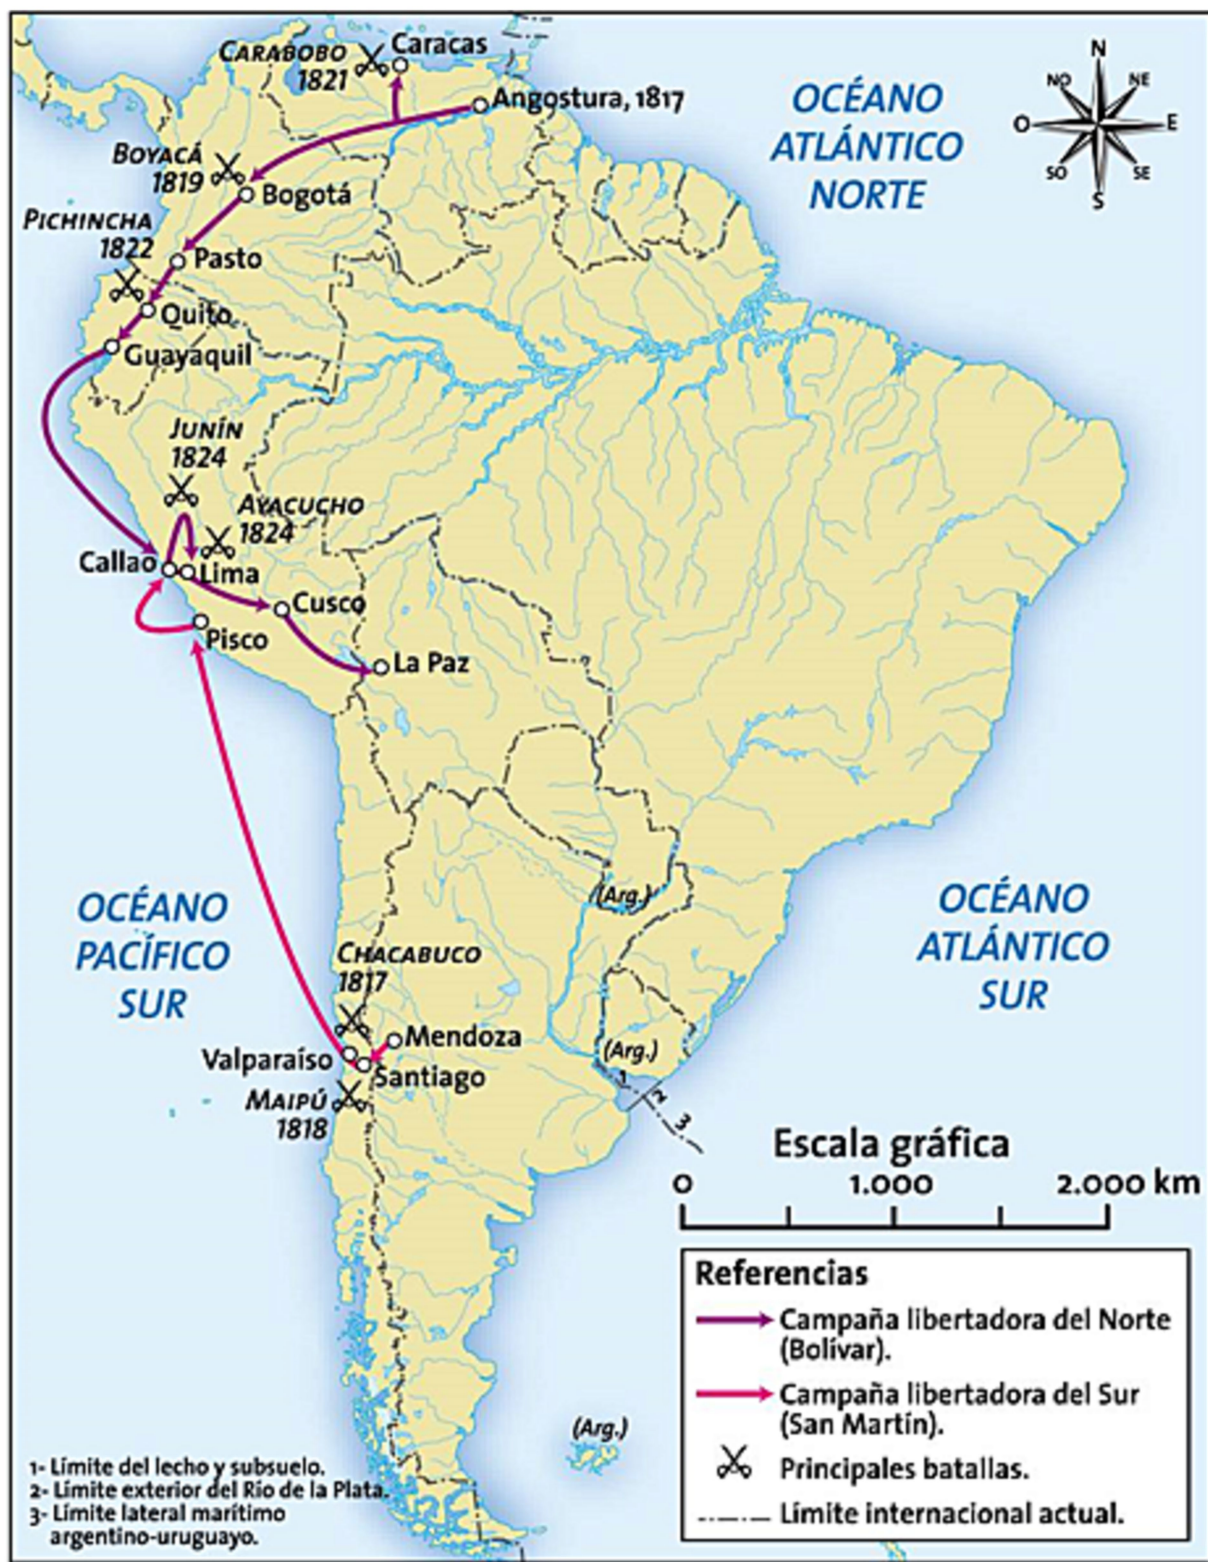 CARABOBO
1821
Caracas
Angostura, 1817
OCÉANO
ATLÁNTICO
NORTE
N
NO
NE
O
E
SO
SE
S
BOYACÁ
1819
Bogotá
PICHINCHA
1822
Pasto
Quito
Guayaquil
JUNÍN
1824
AYACUCHO
1824
Callao
Lima
Cusco
Pisco
La Paz
OCÉANO
PACÍFICO
SUR
(Arg.)
OCÉANO
ATLÁNTICO
SUR
CHACABUCO
1817
Mendoza
Valparaíso
Santiago
(Arg.)
1
2
3
MAIPÚ
1818
Escala gráfica
0 1.000 2.000 km
Referencias
Campaña libertadora del Norte
(Bolívar).
Campaña libertadora del Sur
(San Martín).
Principales batallas.
Límite internacional actual.
(Arg.)
1- Límite del lecho y subsuelo.
2- Límite exterior del Río de la Plata.
3- Límite lateral marítimo
argentino-uruguayo.